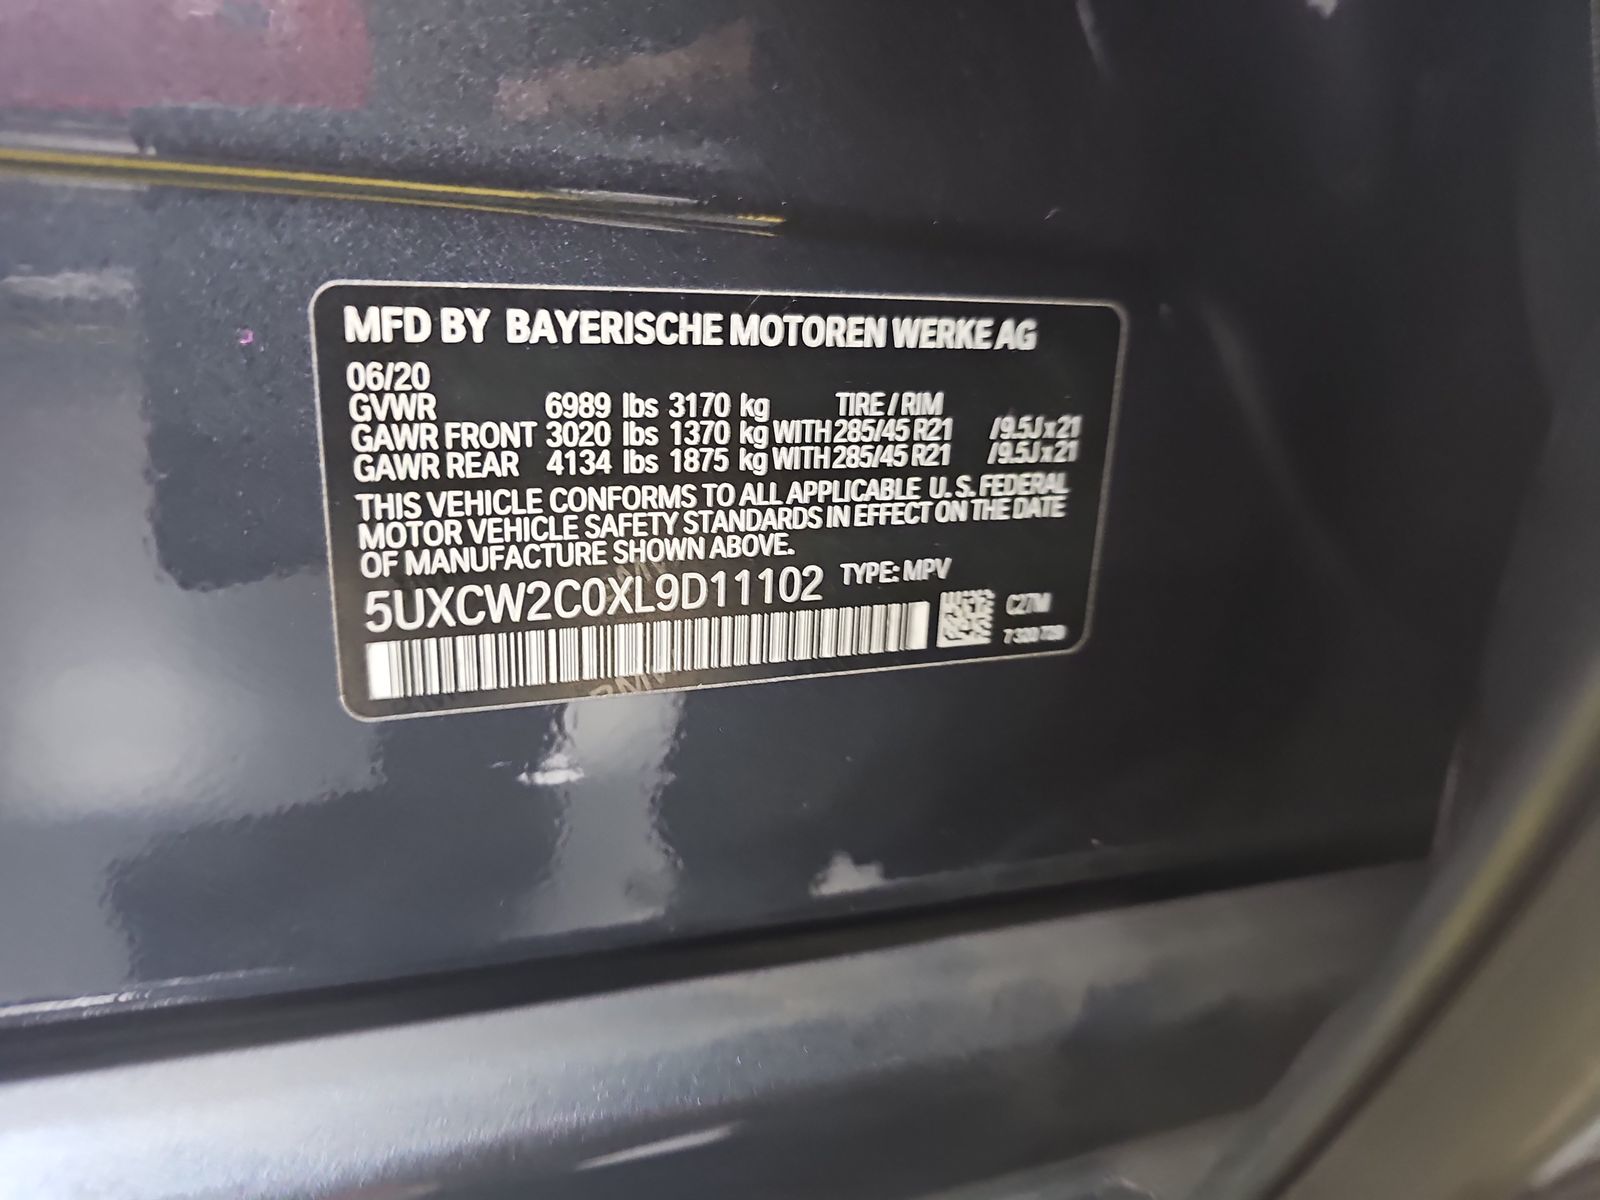 MFD BY BAYERISCHE MOTOREN WERKE AG
06/20
GVWR 6989 lbs 3170 kg TIRE / RIM
GAWR FRONT 3020 lbs 1370 kg WITH 285/45 R21 /9.5J x 21
GAWR REAR 4134 lbs 1875 kg WITH 285/45 R21 /9.5J x 21
THIS VEHICLE CONFORMS TO ALL APPLICABLE U. S. FEDERAL
MOTOR VEHICLE SAFETY STANDARDS IN EFFECT ON THE DATE
OF MANUFACTURE SHOWN ABOVE.
5UXCW2C0XL9D11102 TYPE: MPV
C27M